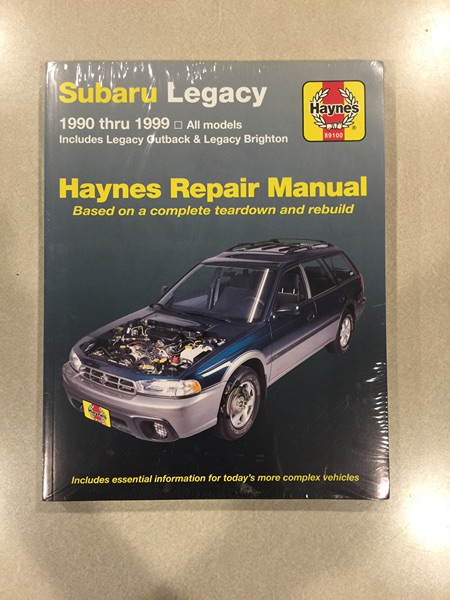 Subaru Legacy
Haynes
89100
1990 thru 1999 □ All models
Includes Legacy Outback & Legacy Brighton
Haynes Repair Manual
Based on a complete teardown and rebuild
Includes essential information for today's more complex vehicles